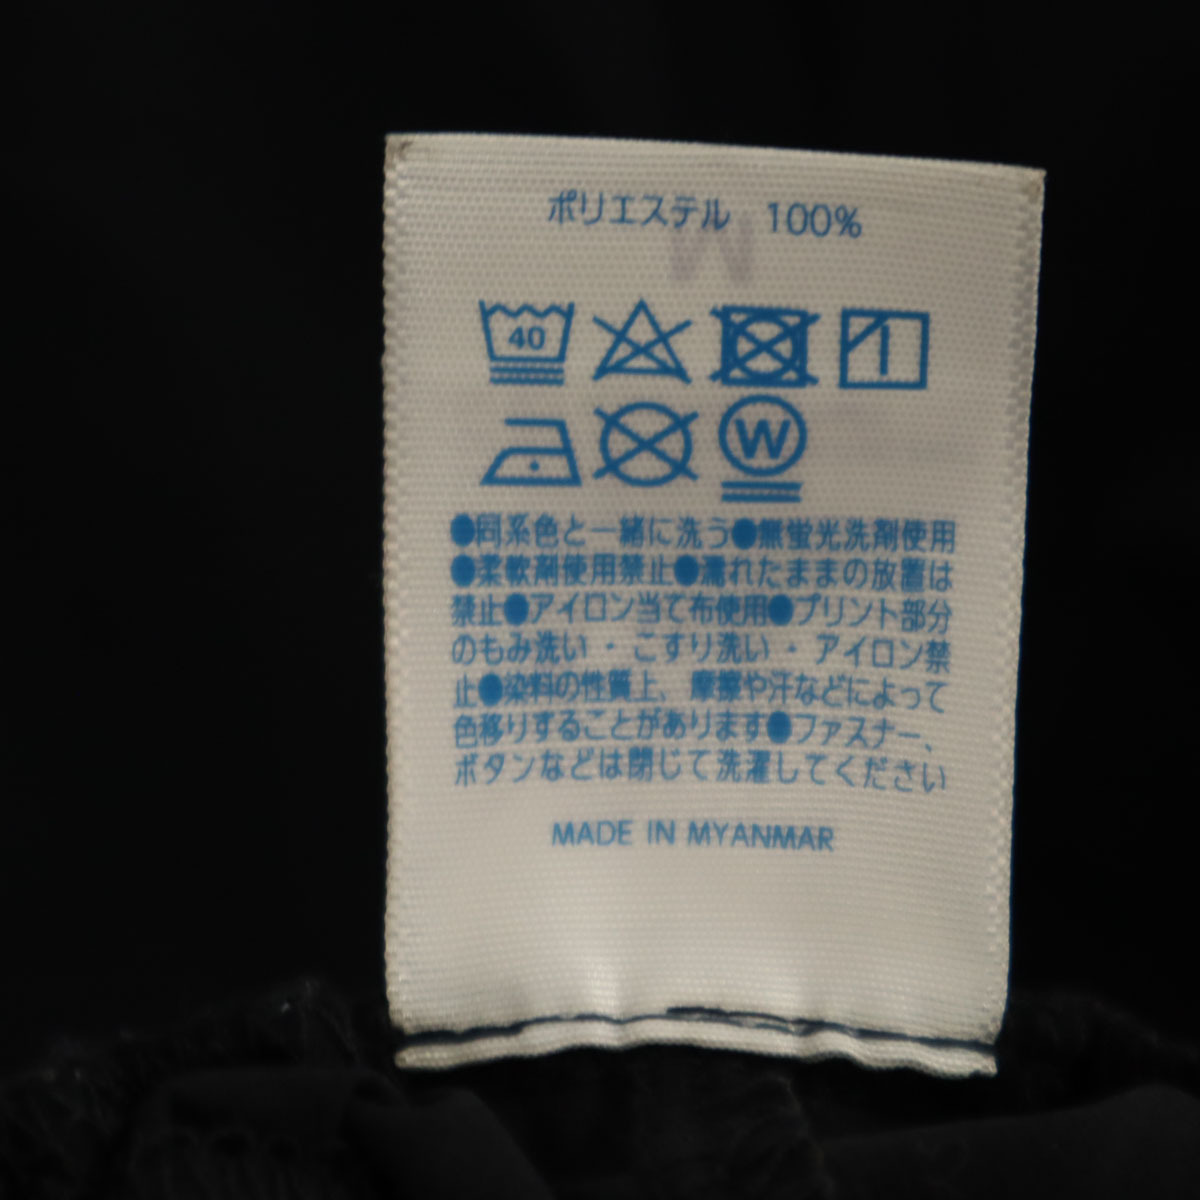 ポリエステル 100%
M
40
W
●同系色と一緒に洗う●無蛍光洗剤使用
●柔軟剤使用禁止●濡れたままの放置は
禁止●アイロン当て布使用●プリント部分
のもみ洗い・こすり洗い・アイロン禁
止●染料の性質上、摩擦や汗などによって
色移りすることがあります●ファスナー、
ボタンなどは閉じて洗濯してください
MADE IN MYANMAR